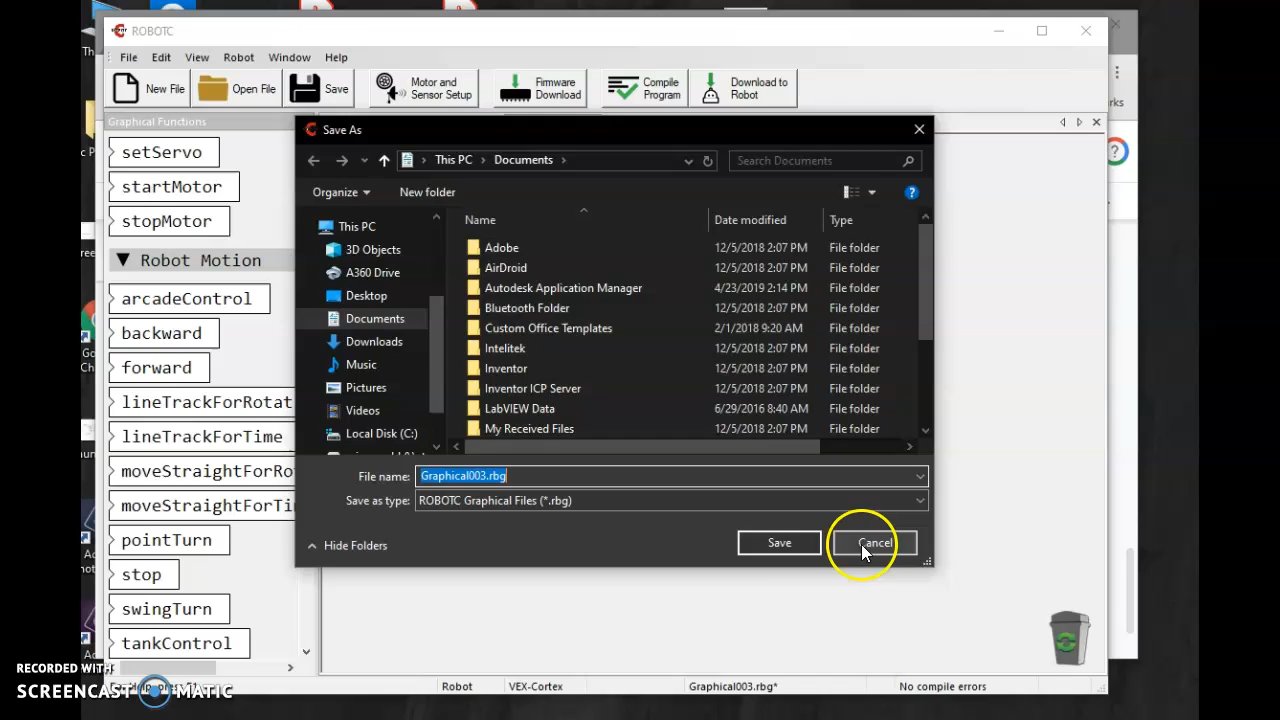 ROBOTC
File Edit View Robot Window Help
New File
Open File
Save
Motor and
Sensor Setup
Firmware
Download
Compile
Program
Download to
Robot
Graphical Functions
setServo
startMotor
stopMotor
Robot Motion
arcadeControl
backward
forward
lineTrackForRotat
lineTrackForTime
moveStraightForRo
moveStraightForTi
pointTurn
stop
swingTurn
tankControl
Save As
This PC > Documents >
Search Documents
Organize
New folder
This PC
3D Objects
A360 Drive
Desktop
Documents
Downloads
Music
Pictures
Videos
Local Disk (C:)
Name Date modified Type
Adobe 12/5/2018 2:07 PM File folder
AirDroid 12/5/2018 2:07 PM File folder
Autodesk Application Manager 4/23/2019 2:14 PM File folder
Bluetooth Folder 12/5/2018 2:07 PM File folder
Custom Office Templates 2/1/2018 9:20 AM File folder
Intelitek 12/5/2018 2:07 PM File folder
Inventor 12/5/2018 2:07 PM File folder
Inventor ICP Server 12/5/2018 2:07 PM File folder
LabVIEW Data 6/29/2016 8:40 AM File folder
My Received Files 12/5/2018 2:07 PM File folder
File name: Graphical003.rbg
Save as type: ROBOTC Graphical Files (*.rbg)
Hide Folders
Save
Cancel
Robot VEX-Cortex Graphical003.rbg* No compile errors
RECORDED WITH
SCREENCAST MATIC